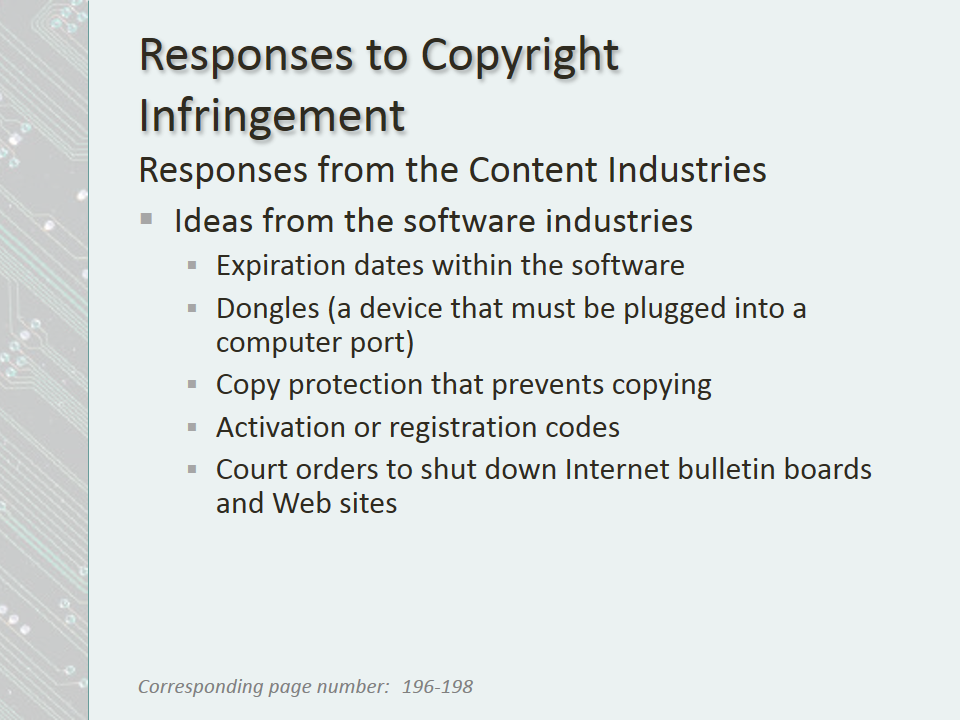 Responses to Copyright
Infringement
Responses from the Content Industries
▪ Ideas from the software industries
▪ Expiration dates within the software
▪ Dongles (a device that must be plugged into a
computer port)
▪ Copy protection that prevents copying
▪ Activation or registration codes
▪ Court orders to shut down Internet bulletin boards
and Web sites
Corresponding page number: 196-198